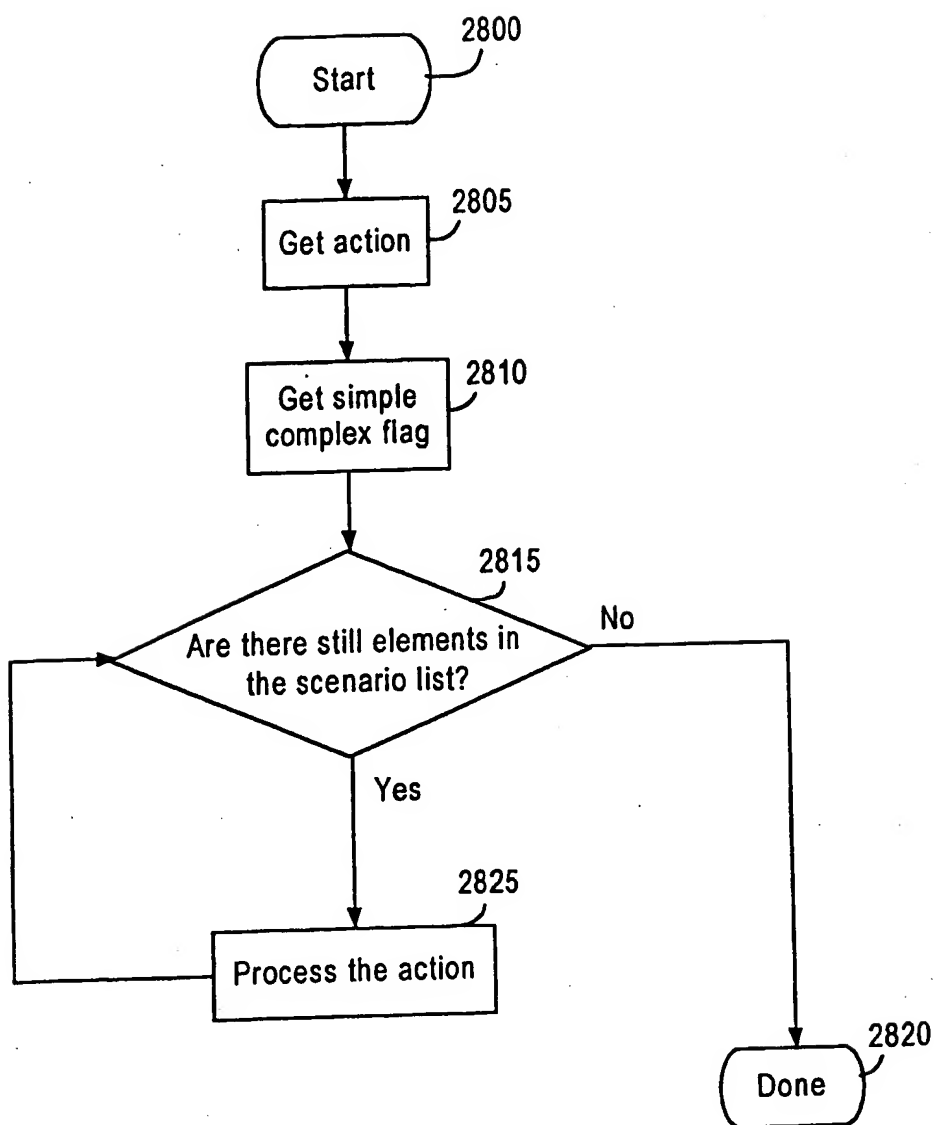 2800
Start
2805
Get action
2810
Get simple
complex flag
2815
Are there still elements in
the scenario list?
No
Yes
2825
Process the action
2820
Done